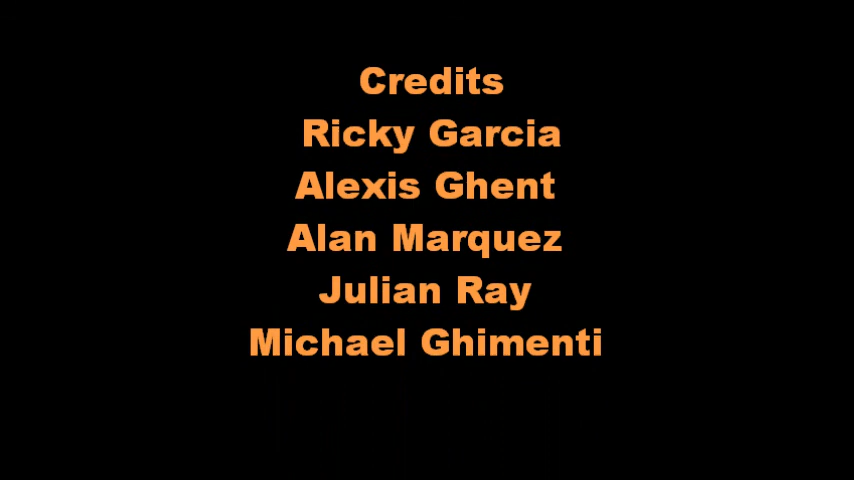 Credits
Ricky Garcia
Alexis Ghent
Alan Marquez
Julian Ray
Michael Ghimenti